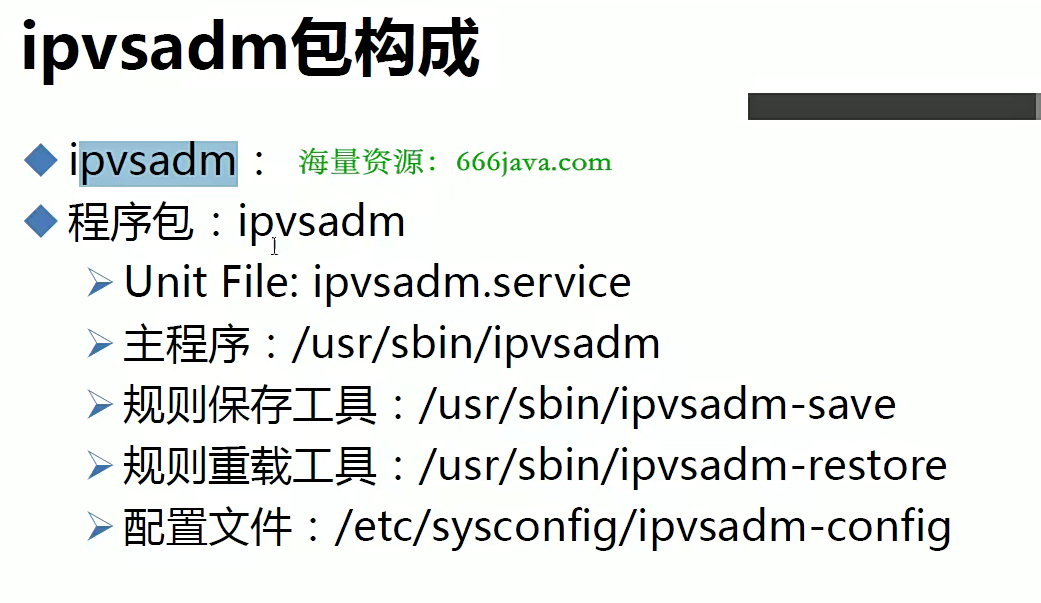 ipvsadm包构成
ipvsadm： 海量资源：666java.com
程序包：ipvsadm
Unit File: ipvsadm.service
主程序：/usr/sbin/ipvsadm
规则保存工具：/usr/sbin/ipvsadm-save
规则重载工具：/usr/sbin/ipvsadm-restore
配置文件：/etc/sysconfig/ipvsadm-config